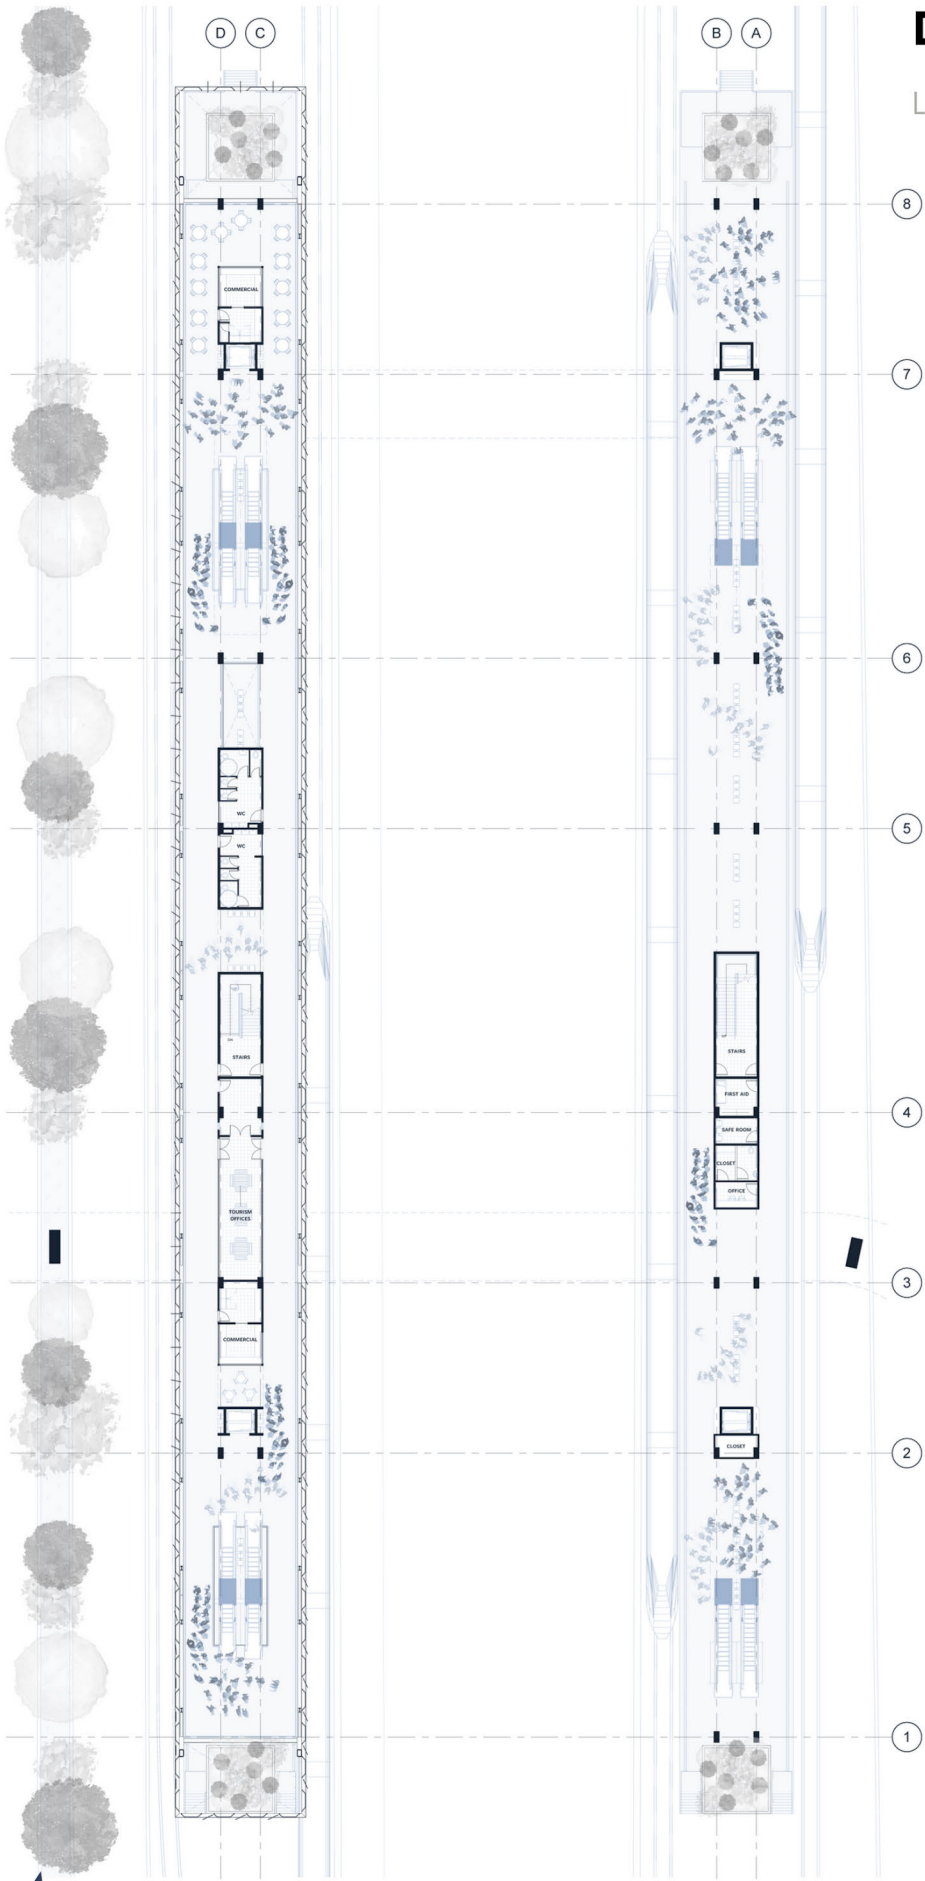 D C B A
8
COMMERCIAL
7
6
WC
5
WC
STAIRS
STAIRS
FIRST AID
4
SAFE ROOM
CLOSET
OFFICE
TOURISM
OFFICES
3
COMMERCIAL
CLOSET
2
1